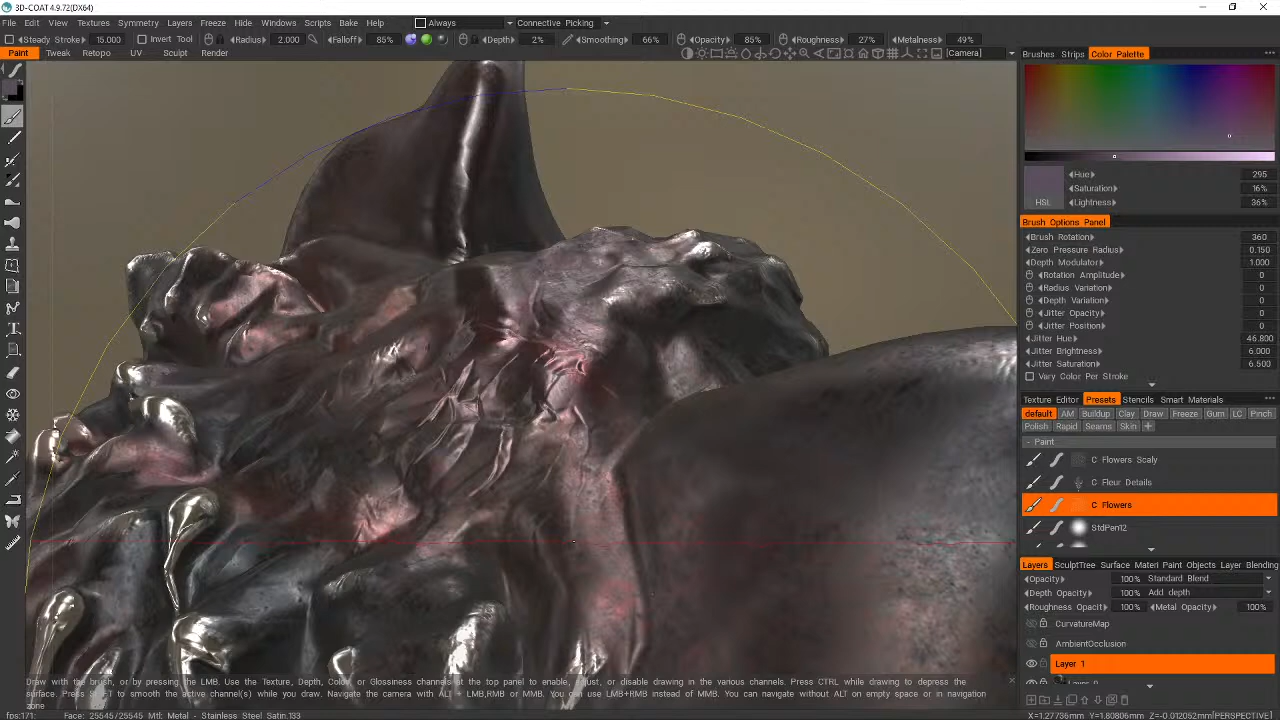 3D-COAT 4.9.72(DX64)
File Edit View Textures Symmetry Layers Freeze Hide Windows Scripts Bake Help Always Connective Picking
Steady Stroke 15.000 Invert Tool Radius 2.000 Falloff 85% Depth 2% Smoothing 66% Opacity 85% Roughness 27% Metalness 49%
Paint Tweak Retopo UV Sculpt Render [Camera]
Brushes Strips Color Palette
Hue 295
Saturation 16%
HSL Lightness 36%
Brush Options Panel
Brush Rotation 360
Zero Pressure Radius 0.150
Depth Modulator 1.000
Rotation Amplitude 0
Radius Variation 0
Depth Variation 0
Jitter Opacity 0
Jitter Position 0
Jitter Hue 46.800
Jitter Brightness 6.000
Jitter Saturation 6.500
Vary Color Per Stroke
Texture Editor Presets Stencils Smart Materials
default AM Buildup Clay Draw Freeze Gum LC Pinch
Polish Rapid Seams Skin +
- Paint
C Flowers Scaly
C Fleur Details
C Flowers
StdPen12
Layers SculptTree Surface Materi Paint Objects Layer Blending
Opacity 100% Standard Blend
Depth Opacity 100% Add depth
Roughness Opacit 100% Metal Opacity 100%
CurvatureMap
AmbientOcclusion
Layer 1
Draw with the brush, or by pressing the LMB. Use the Texture, Depth, Color, or Glossiness channels at the top panel to enable, adjust, or disable drawing in the various channels. Press CTRL while drawing to depress the
surface. Press SHIFT to smooth the active channel(s) while you draw. Navigate the camera with ALT + LMB,RMB or MMB. You can use LMB+RMB instead of MMB. You can navigate without ALT on empty space or in navigation
zone
fps:171; Face: 25545/25545 Mtl: Metal - Stainless Steel Satin.133 X=1.27736mm Y=1.80806mm Z=-0.012052mm [PERSPECTIVE]